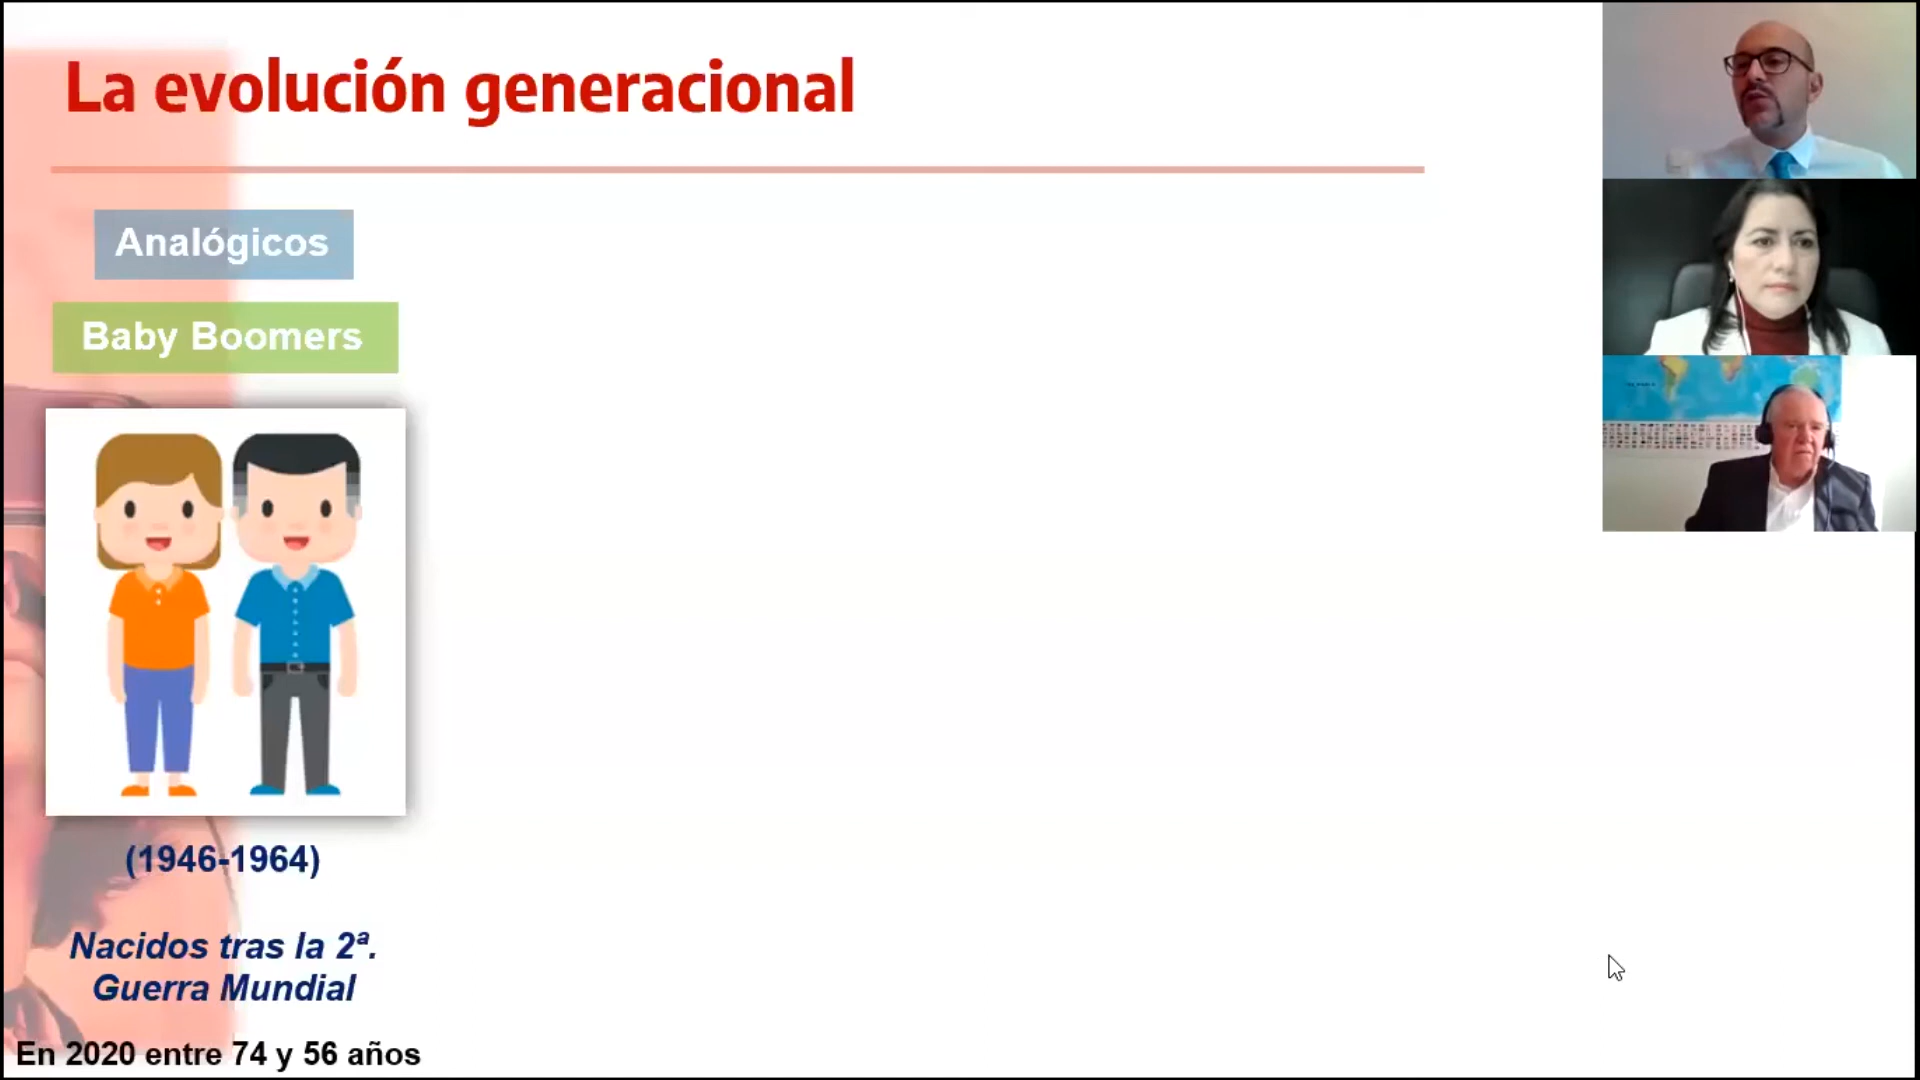 La evolución generacional
Analógicos
Baby Boomers
(1946-1964)
Nacidos tras la 2ª.
Guerra Mundial
En 2020 entre 74 y 56 años